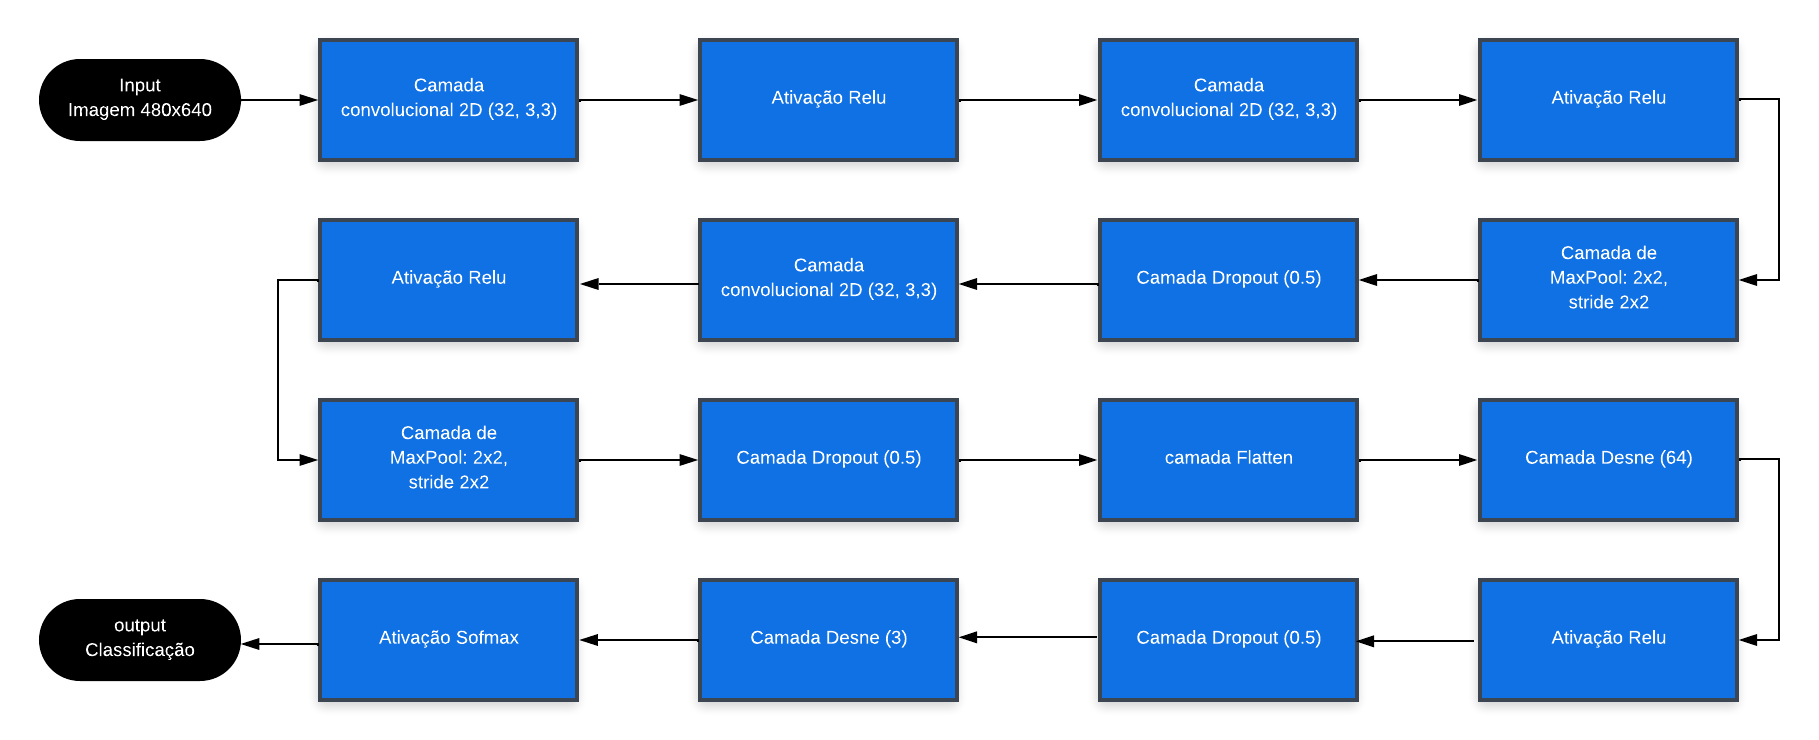 Input
Imagem 480x640
Camada
convolucional 2D (32, 3,3)
Ativação Relu
Camada
convolucional 2D (32, 3,3)
Ativação Relu
Camada de
MaxPool: 2x2,
stride 2x2
Camada Dropout (0.5)
Camada
convolucional 2D (32, 3,3)
Ativação Relu
Camada de
MaxPool: 2x2,
stride 2x2
Camada Dropout (0.5)
camada Flatten
Camada Desne (64)
Ativação Relu
Camada Dropout (0.5)
Camada Desne (3)
Ativação Sofmax
output
Classificação